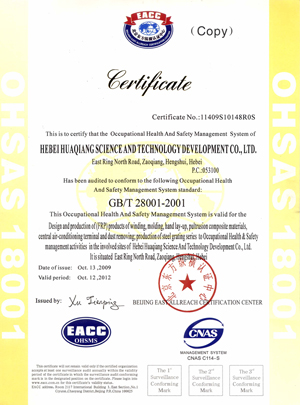 EACC
(Copy)
Certificate
Certificate No.:11409S10148R0S
This is to certify that the Occupational Health And Safety Management System of
HEBEI HUAQIANG SCIENCE AND TECHNOLOGY DEVELOPMENT CO., LTD.
East Ring North Road, Zaoqiang, Hengshui, Hebei
P.C.:053100
Has been audited to conform to the following Occupational Health
And Safety Management System standard:
GB/T 28001-2001
This Occupational Health And Safety Management System is valid for the
Design and production of (FRP) products of winding, molding, hand lay-up, pultrusion composite materials,
central air-conditioning terminal and dust removing; production of steel grating series to Occupational Health & Safety
management activities in the involved sites of Hebei Huaqiang Science And Technology Development Co., Ltd.
It is situated East Ring North Road, Zaoqiang, Hengshui, Hebei
Date of issue: Oct. 13 ,2009
Valid period: Oct. 12 ,2012
Issued by:
BEIJING EAST ALLREACH CERTIFICATION CENTER
EACC
OHSMS
CNAS
MANAGEMENT SYSTEM
CNAS C114-S
The 1st
Surveillance
Conforming
Mark
The 2nd
Surveillance
Conforming
Mark
The 3rd
Surveillance
Conforming
Mark
OHSAS 18001